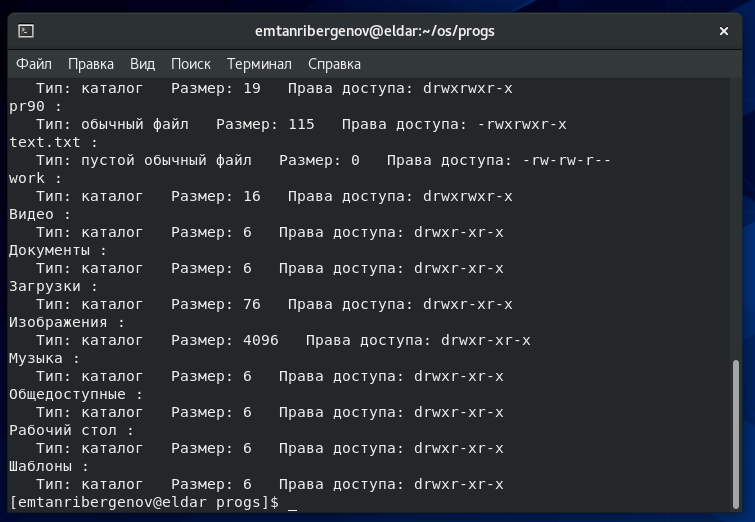 emtanribergenov@eldar:~/os/progs
Файл Правка Вид Поиск Терминал Справка
Тип: каталог Размер: 19 Права доступа: drwxrwxr-x
pr90 :
Тип: обычный файл Размер: 115 Права доступа: -rwxrwxr-x
text.txt :
Тип: пустой обычный файл Размер: 0 Права доступа: -rw-rw-r--
work :
Тип: каталог Размер: 16 Права доступа: drwxrwxr-x
Видео :
Тип: каталог Размер: 6 Права доступа: drwxr-xr-x
Документы :
Тип: каталог Размер: 6 Права доступа: drwxr-xr-x
Загрузки :
Тип: каталог Размер: 76 Права доступа: drwxr-xr-x
Изображения :
Тип: каталог Размер: 4096 Права доступа: drwxr-xr-x
Музыка :
Тип: каталог Размер: 6 Права доступа: drwxr-xr-x
Общедоступные :
Тип: каталог Размер: 6 Права доступа: drwxr-xr-x
Рабочий стол :
Тип: каталог Размер: 6 Права доступа: drwxr-xr-x
Шаблоны :
Тип: каталог Размер: 6 Права доступа: drwxr-xr-x
[emtanribergenov@eldar progs]$ _